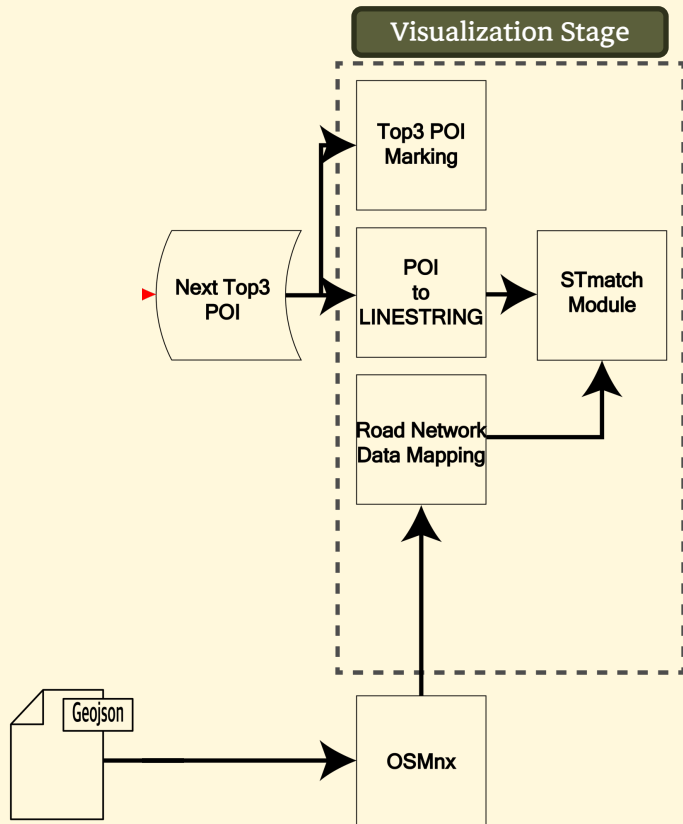 Visualization Stage
Top3 POI
Marking
Next Top3
POI
POI
to
LINESTRING
STmatch
Module
Road Network
Data Mapping
Geojson
OSMnx